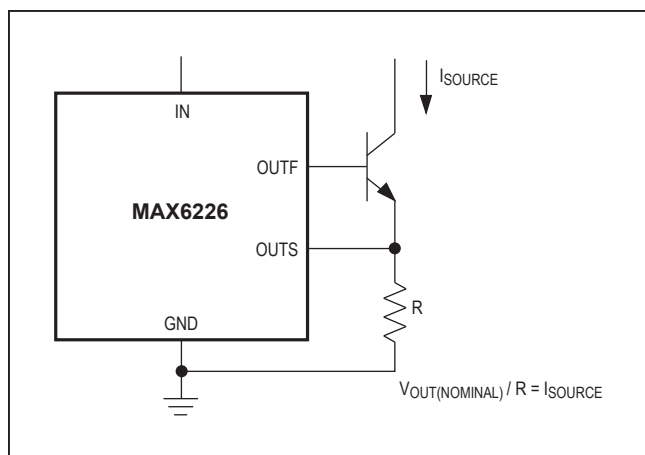 ISOURCE
IN
OUTF
MAX6226
OUTS
R
GND
VOUT(NOMINAL) / R = ISOURCE